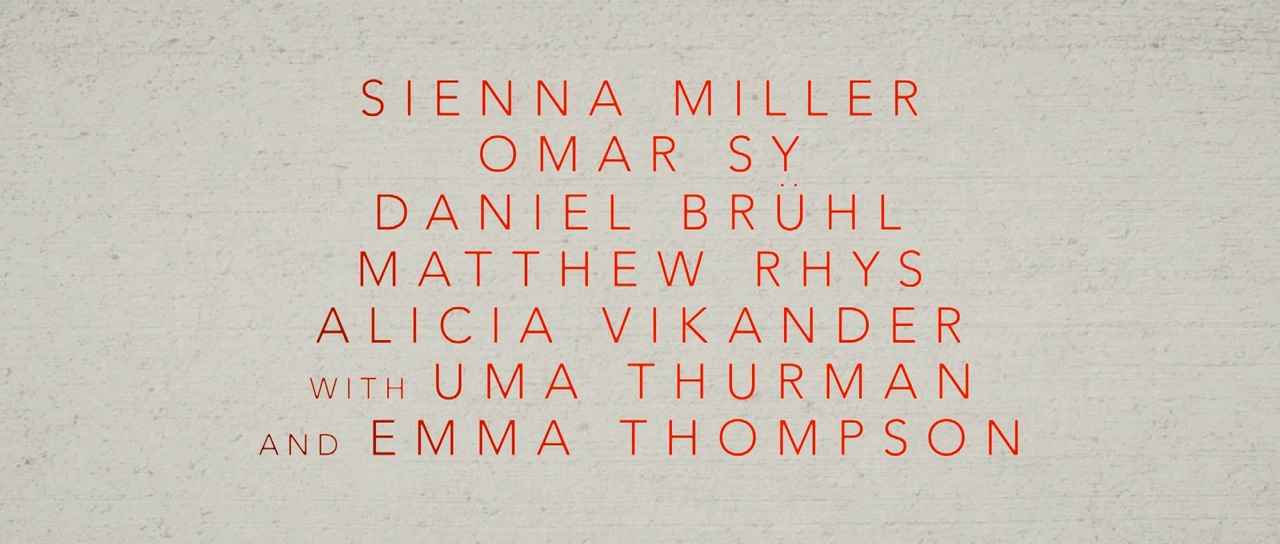 SIENNA MILLER
OMAR SY
DANIEL BRÜHL
MATTHEW RHYS
ALICIA VIKANDER
WITH UMA THURMAN
AND EMMA THOMPSON